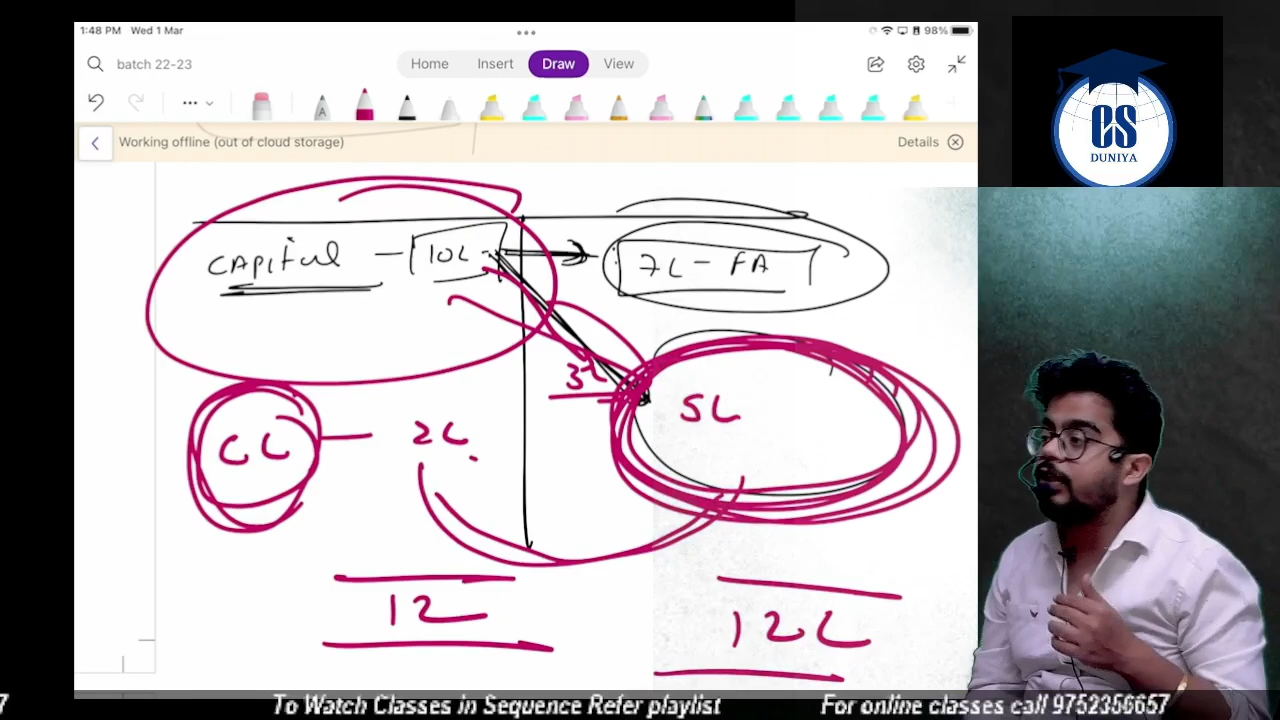 1:48 PM Wed 1 Mar
98%
batch 22-23
Home Insert Draw View
Working offline (out of cloud storage)
Details
CAPiTal – 10L
7L – FA
3L
CL – 2L
5L
12
12L
CS
DUNIYA
7
To Watch Classes in Sequence Refer playlist
For online classes call 9752356657